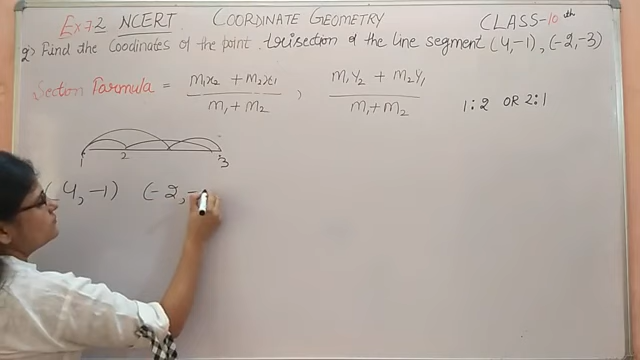 Ex 7.2 NCERT COORDINATE GEOMETRY CLASS-10th
2) Find the Coodinates of the point trisection of the line segment (4,-1), (-2,-3)
Section Formula = m₁x₂ + m₂x₁ / m₁ + m₂ , m₁y₂ + m₂y₁ / m₁ + m₂
1:2 OR 2:1
1 2 3
(4,-1) (-2,-